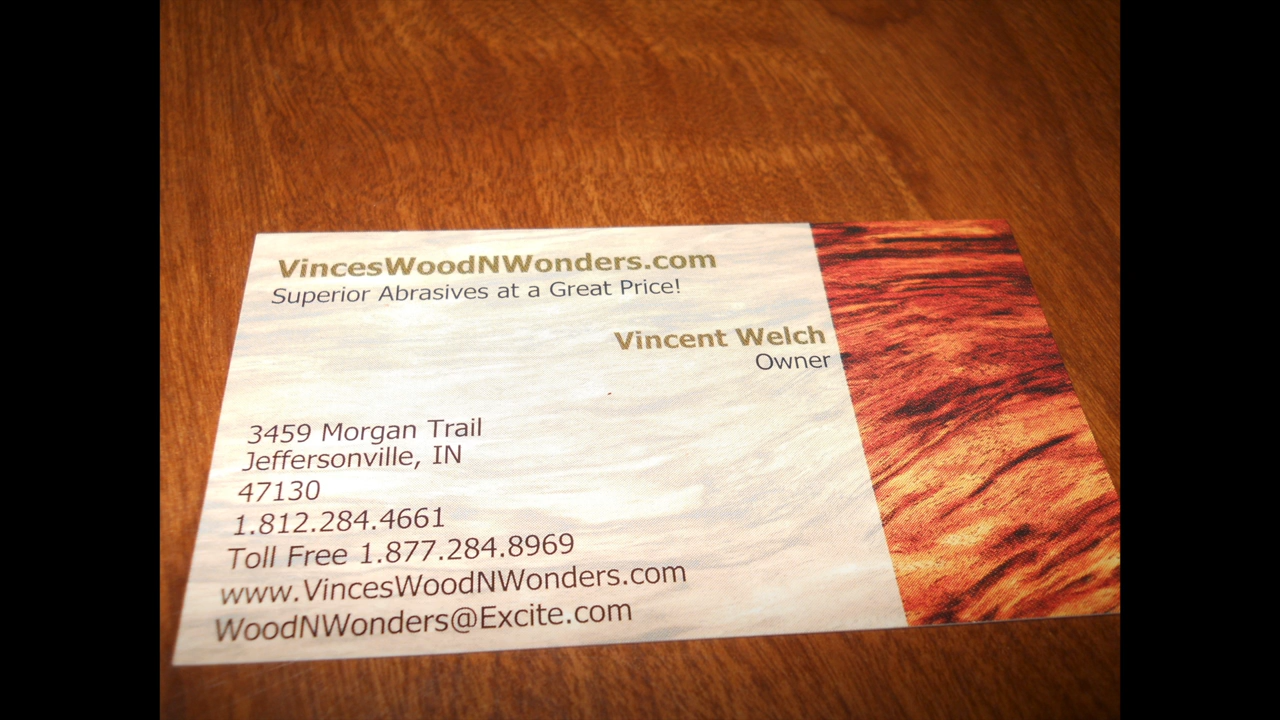 VincesWoodNWonders.com
Superior Abrasives at a Great Price!
Vincent Welch
Owner
3459 Morgan Trail
Jeffersonville, IN
47130
1.812.284.4661
Toll Free 1.877.284.8969
www.VincesWoodNWonders.com
WoodNWonders@Excite.com